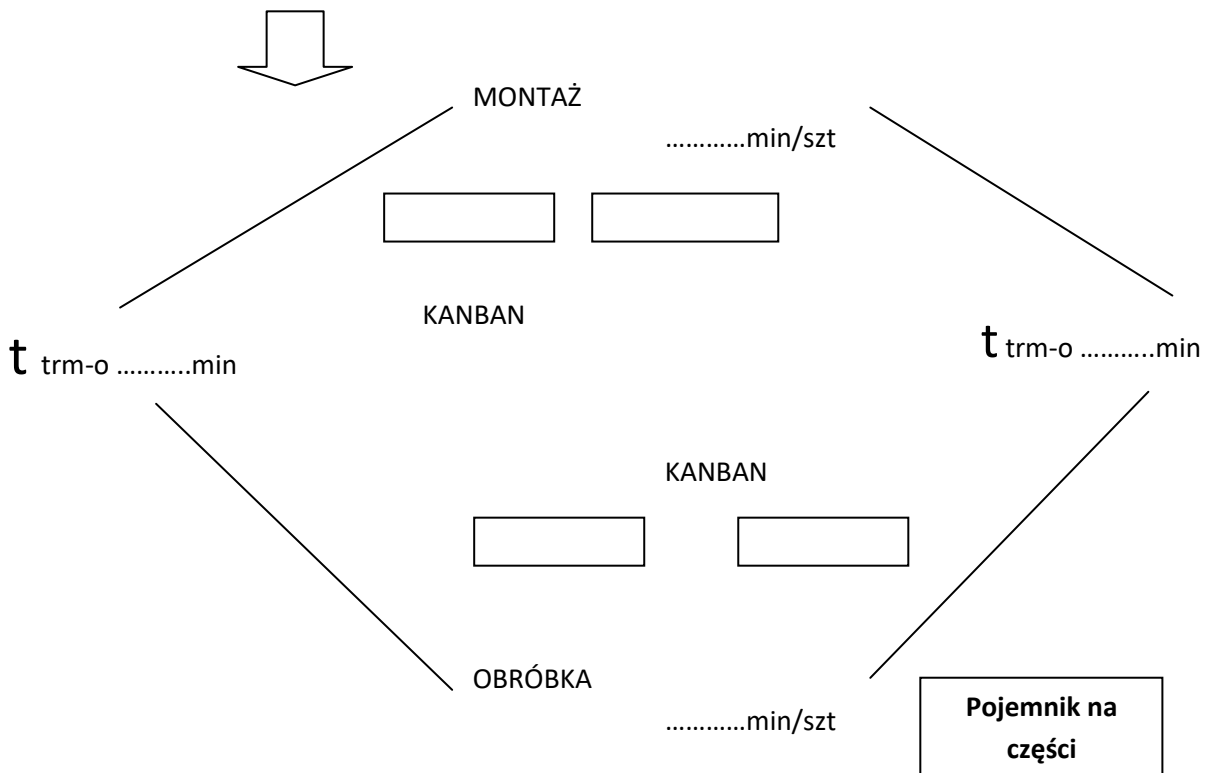 MONTAŻ
…………min/szt
KANBAN
t trm-o ………..min
t trm-o ………..min
KANBAN
OBRÓBKA
…………min/szt
Pojemnik na
części